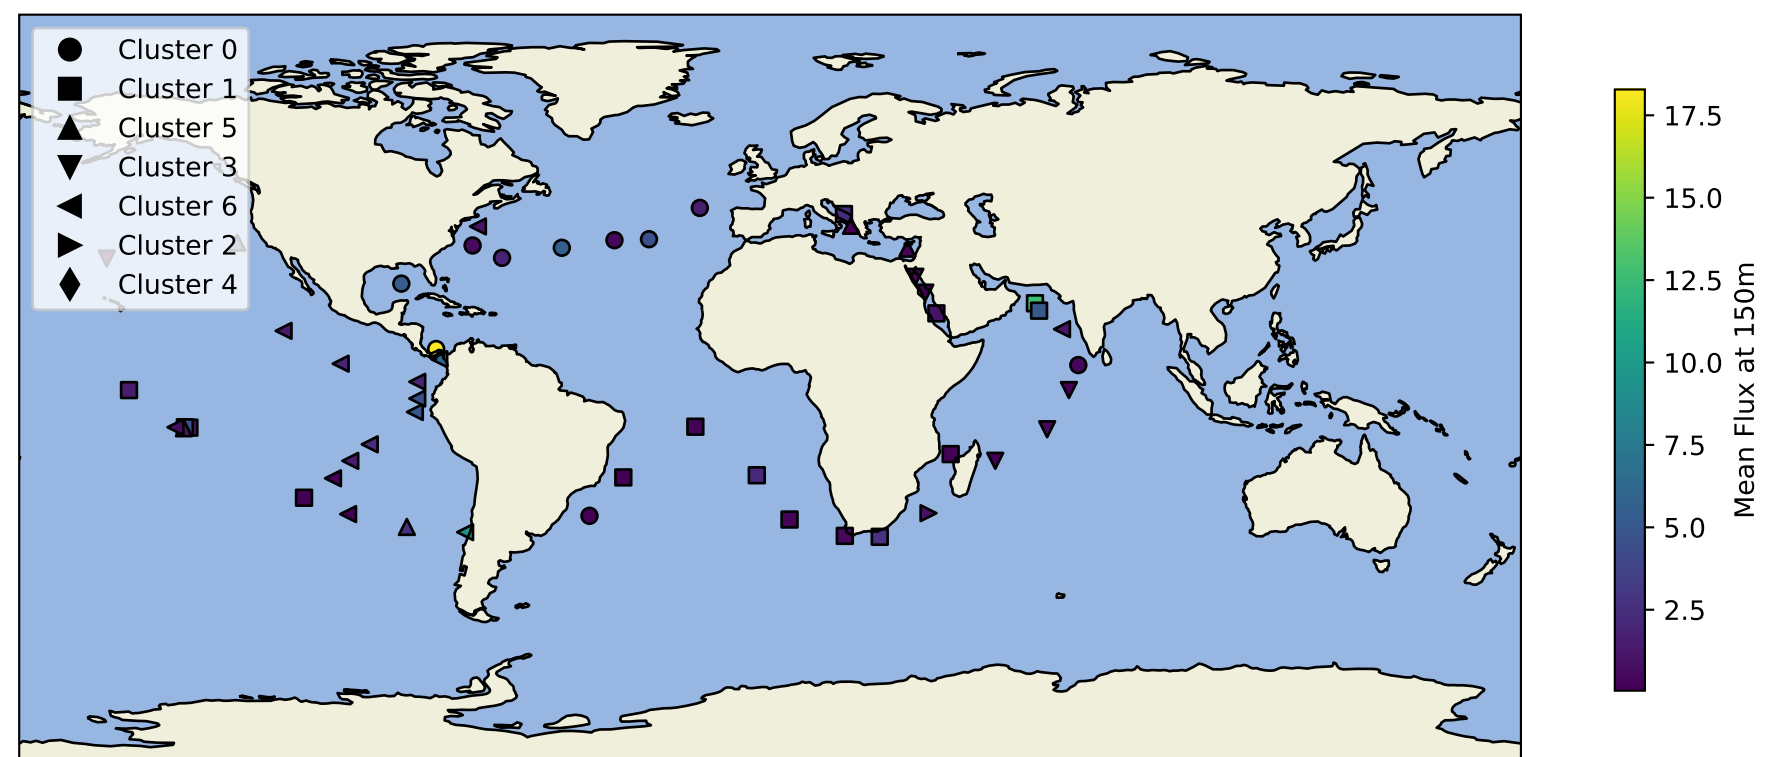 Cluster 0
Cluster 1
Cluster 5
Cluster 3
Cluster 6
Cluster 2
Cluster 4
17.5
15.0
12.5
10.0
7.5
5.0
2.5
Mean Flux at 150m